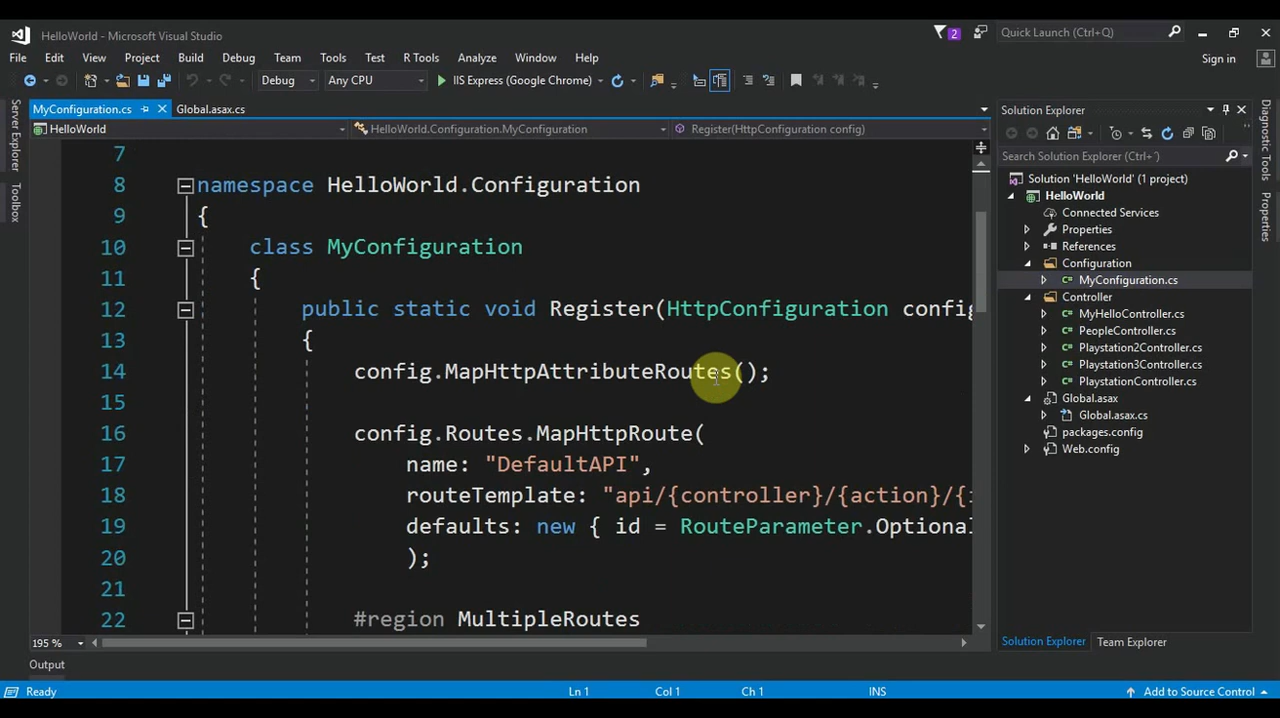 HelloWorld - Microsoft Visual Studio
2
Quick Launch (Ctrl+Q)
File Edit View Project Build Debug Team Tools Test R Tools Analyze Window Help
Sign in
Debug Any CPU IIS Express (Google Chrome)
Server Explorer
Toolbox
MyConfiguration.cs Global.asax.cs
HelloWorld HelloWorld.Configuration.MyConfiguration Register(HttpConfiguration config)
7
8 namespace HelloWorld.Configuration
9 {
10 class MyConfiguration
11 {
12 public static void Register(HttpConfiguration config
13 {
14 config.MapHttpAttributeRoutes();
15
16 config.Routes.MapHttpRoute(
17 name: "DefaultAPI",
18 routeTemplate: "api/{controller}/{action}/{
19 defaults: new { id = RouteParameter.Optional
20 );
21
22 #region MultipleRoutes
195 %
Solution Explorer
Search Solution Explorer (Ctrl+')
Solution 'HelloWorld' (1 project)
HelloWorld
Connected Services
Properties
References
Configuration
MyConfiguration.cs
Controller
MyHelloController.cs
PeopleController.cs
Playstation2Controller.cs
Playstation3Controller.cs
PlaystationController.cs
Global.asax
Global.asax.cs
packages.config
Web.config
Solution Explorer Team Explorer
Diagnostic Tools
Properties
Output
Ready Ln 1 Col 1 Ch 1 INS Add to Source Control